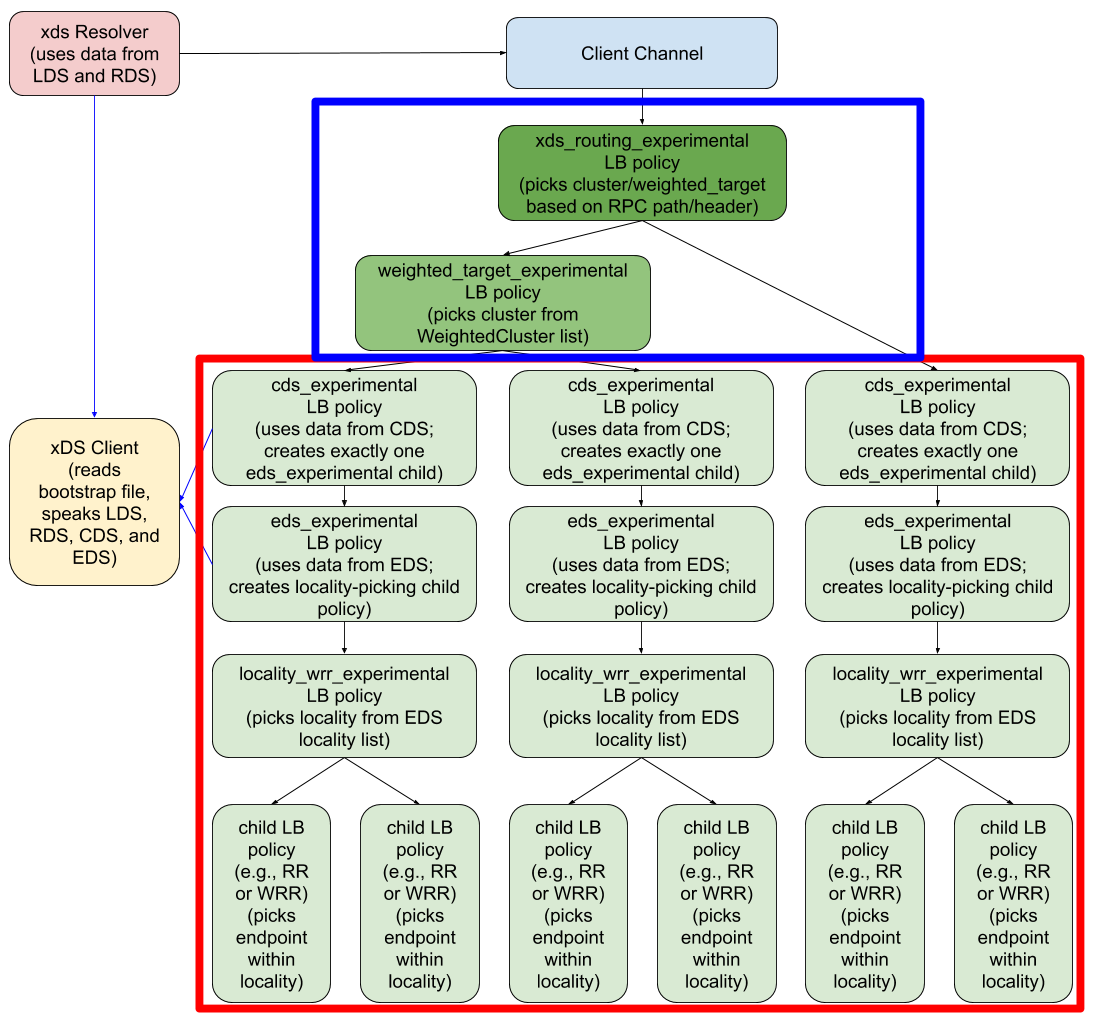 xds Resolver
(uses data from
LDS and RDS)
Client Channel
xds_routing_experimental
LB policy
(picks cluster/weighted_target
based on RPC path/header)
weighted_target_experimental
LB policy
(picks cluster from
WeightedCluster list)
xDS Client
(reads
bootstrap file,
speaks LDS,
RDS, CDS, and
EDS)
cds_experimental
LB policy
(uses data from CDS;
creates exactly one
eds_experimental child)
cds_experimental
LB policy
(uses data from CDS;
creates exactly one
eds_experimental child)
cds_experimental
LB policy
(uses data from CDS;
creates exactly one
eds_experimental child)
eds_experimental
LB policy
(uses data from EDS;
creates locality-picking child
policy)
eds_experimental
LB policy
(uses data from EDS;
creates locality-picking child
policy)
eds_experimental
LB policy
(uses data from EDS;
creates locality-picking child
policy)
locality_wrr_experimental
LB policy
(picks locality from EDS
locality list)
locality_wrr_experimental
LB policy
(picks locality from EDS
locality list)
locality_wrr_experimental
LB policy
(picks locality from EDS
locality list)
child LB
policy
(e.g., RR
or WRR)
(picks
endpoint
within
locality)
child LB
policy
(e.g., RR
or WRR)
(picks
endpoint
within
locality)
child LB
policy
(e.g., RR
or WRR)
(picks
endpoint
within
locality)
child LB
policy
(e.g., RR
or WRR)
(picks
endpoint
within
locality)
child LB
policy
(e.g., RR
or WRR)
(picks
endpoint
within
locality)
child LB
policy
(e.g., RR
or WRR)
(picks
endpoint
within
locality)